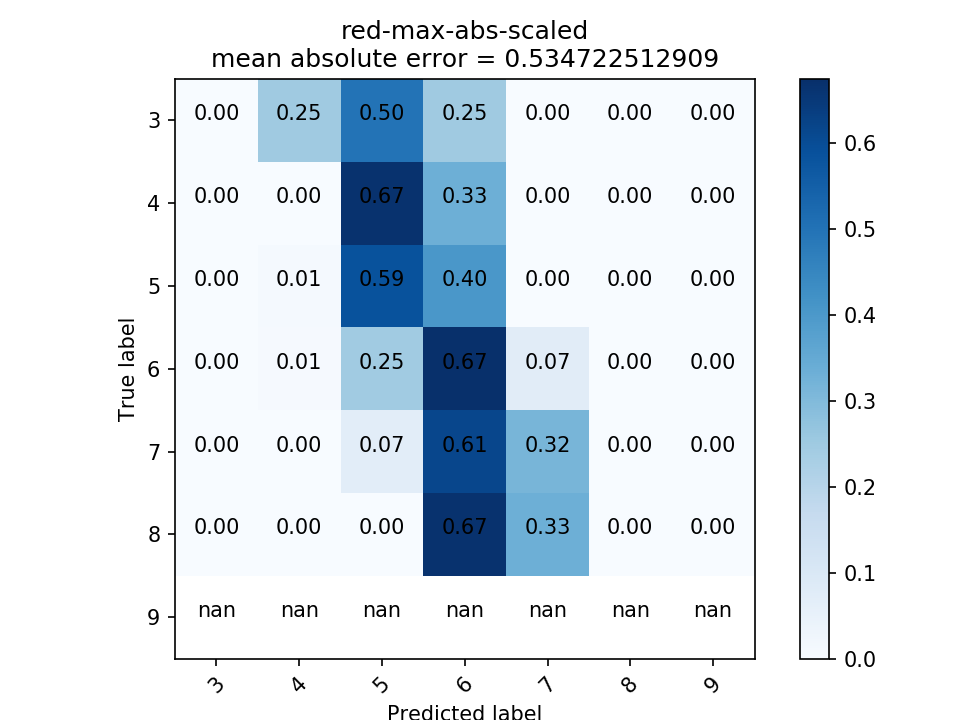 red-max-abs-scaled
mean absolute error = 0.534722512909
3 0.00 0.25 0.50 0.25 0.00 0.00 0.00
4 0.00 0.00 0.67 0.33 0.00 0.00 0.00
5 0.00 0.01 0.59 0.40 0.00 0.00 0.00
6 0.00 0.01 0.25 0.67 0.07 0.00 0.00
7 0.00 0.00 0.07 0.61 0.32 0.00 0.00
8 0.00 0.00 0.00 0.67 0.33 0.00 0.00
9 nan nan nan nan nan nan nan
True label
3 4 5 6 7 8 9
Predicted label
0.6
0.5
0.4
0.3
0.2
0.1
0.0